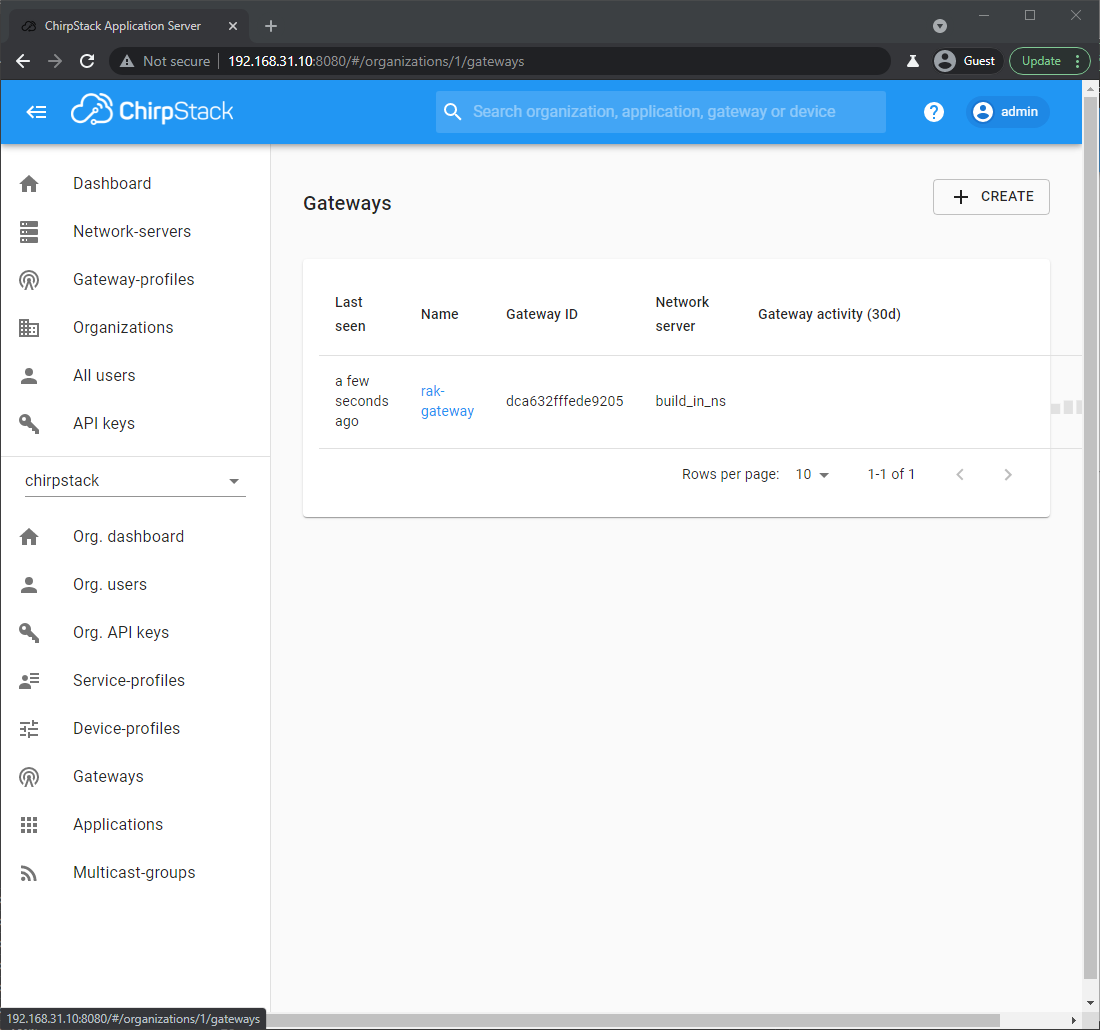 ChirpStack Application Server
Not secure
192.168.31.10:8080/#/organizations/1/gateways
Guest
Update
ChirpStack
Search organization, application, gateway or device
admin
Dashboard
Network-servers
Gateway-profiles
Organizations
All users
API keys
chirpstack
Org. dashboard
Org. users
Org. API keys
Service-profiles
Device-profiles
Gateways
Applications
Multicast-groups
Gateways
CREATE
Last
seen
Name
Gateway ID
Network
server
Gateway activity (30d)
a few
seconds
ago
rak-
gateway
dca632fffede9205
build_in_ns
Rows per page: 10
1-1 of 1
192.168.31.10:8080/#/organizations/1/gateways